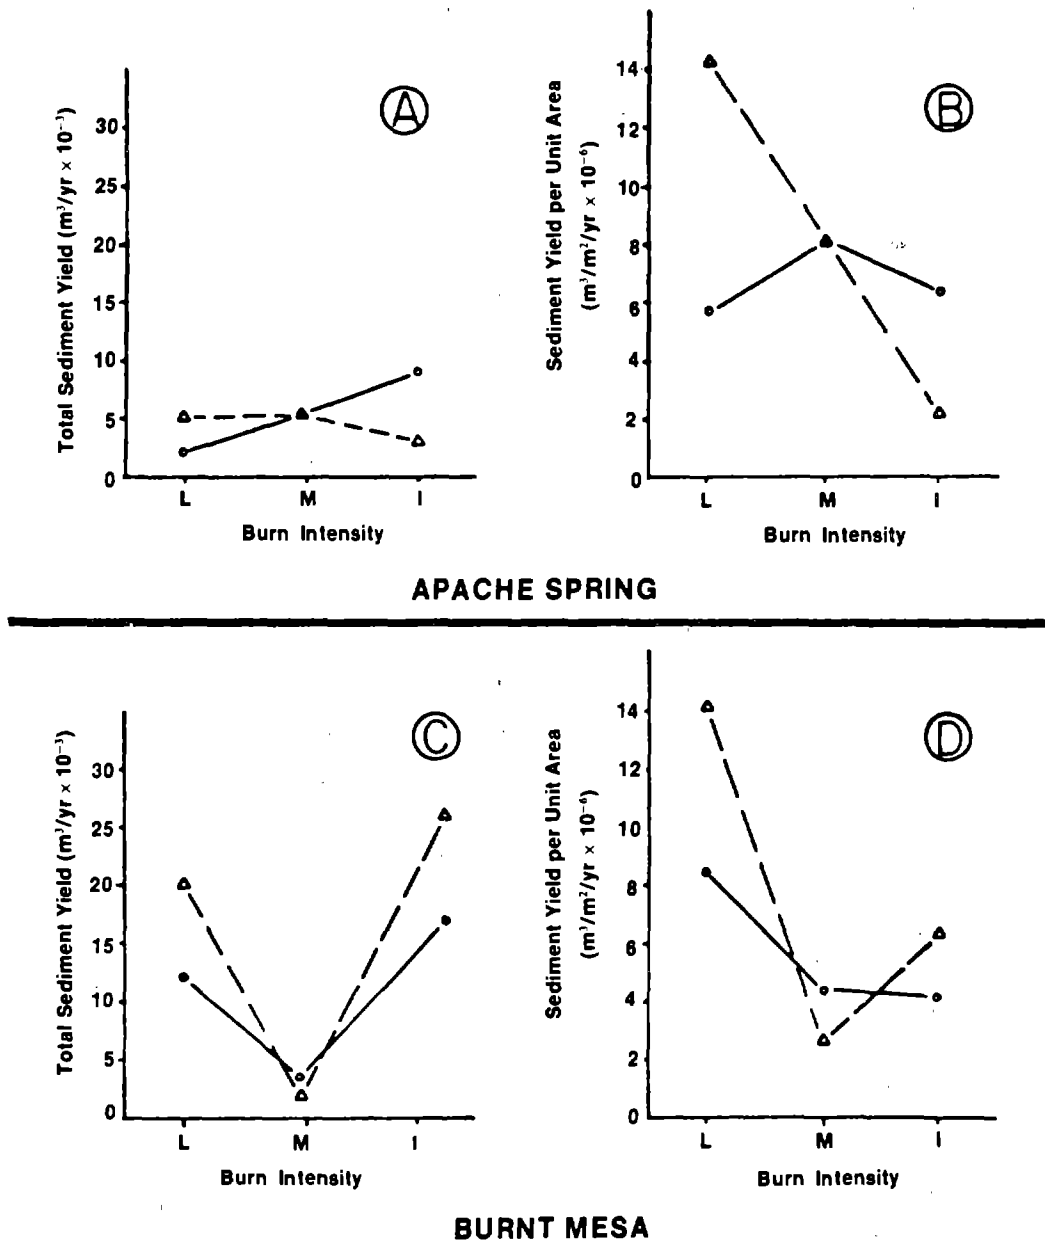 A
Total Sediment Yield (m³/yr × 10⁻³)
30
25
20
15
10
5
0
L M I
Burn Intensity
B
Sediment Yield per Unit Area
(m³/m²/yr × 10⁻⁶)
14
12
10
8
6
4
2
0
L M I
Burn Intensity
APACHE SPRING
C
Total Sediment Yield (m³/yr × 10⁻³)
30
25
20
15
10
5
0
L M I
Burn Intensity
D
Sediment Yield per Unit Area
(m³/m²/yr × 10⁻⁶)
14
12
10
8
6
4
2
0
L M I
Burn Intensity
BURNT MESA